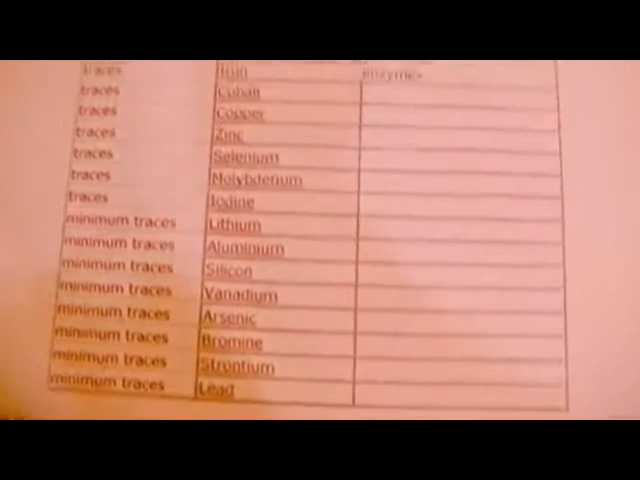 traces Iron enzymes
traces Cobalt
traces Copper
traces Zinc
traces Selenium
traces Molybdenum
traces Iodine
minimum traces Lithium
minimum traces Aluminium
minimum traces Silicon
minimum traces Vanadium
minimum traces Arsenic
minimum traces Bromine
minimum traces Strontium
minimum traces Lead